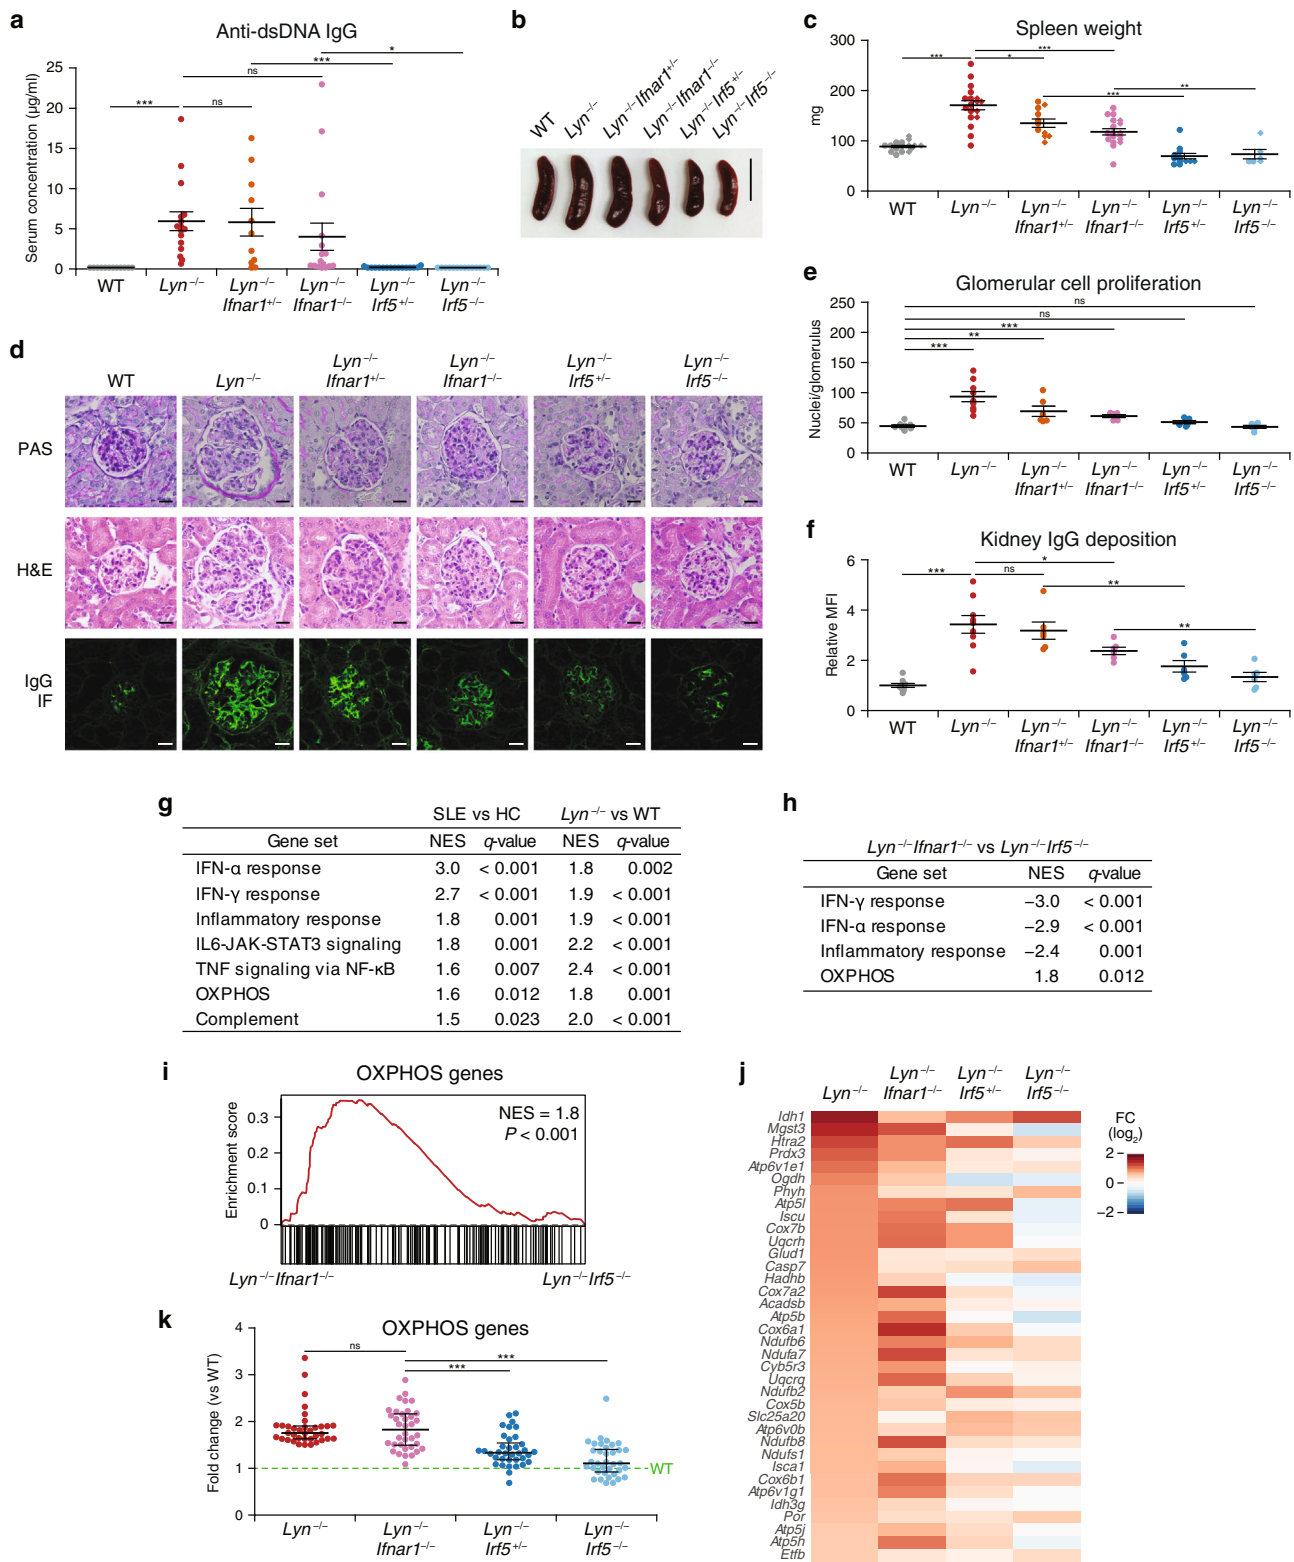 a
Anti-dsDNA IgG
*
***
ns
***
ns
25
20
15
10
5
0
Serum concentration (µg/ml)
WT
Lyn–/–
Lyn–/– Ifnar1+/–
Lyn–/– Ifnar1–/–
Lyn–/– Irf5+/–
Lyn–/– Irf5–/–
b
WT
Lyn–/–
Lyn–/–Ifnar1+/–
Lyn–/–Ifnar1–/–
Lyn–/–Irf5+/–
Lyn–/–Irf5–/–
c
Spleen weight
***
***
*
***
**
300
200
100
0
mg
WT
Lyn–/–
Lyn–/– Ifnar1+/–
Lyn–/– Ifnar1–/–
Lyn–/– Irf5+/–
Lyn–/– Irf5–/–
d
WT
Lyn–/–
Lyn–/– Ifnar1+/–
Lyn–/– Ifnar1–/–
Lyn–/– Irf5+/–
Lyn–/– Irf5–/–
PAS
H&E
IgG
IF
e
Glomerular cell proliferation
ns
ns
***
**
***
250
200
150
100
50
0
Nuclei/glomerulus
WT
Lyn–/–
Lyn–/– Ifnar1+/–
Lyn–/– Ifnar1–/–
Lyn–/– Irf5+/–
Lyn–/– Irf5–/–
f
Kidney IgG deposition
*
***
ns
**
**
6
4
2
0
Relative MFI
WT
Lyn–/–
Lyn–/– Ifnar1+/–
Lyn–/– Ifnar1–/–
Lyn–/– Irf5+/–
Lyn–/– Irf5–/–
g
SLE vs HC Lyn–/– vs WT
Gene set NES q-value NES q-value
IFN-α response 3.0 < 0.001 1.8 0.002
IFN-γ response 2.7 < 0.001 1.9 < 0.001
Inflammatory response 1.8 0.001 1.9 < 0.001
IL6-JAK-STAT3 signaling 1.8 0.001 2.2 < 0.001
TNF signaling via NF-κB 1.6 0.007 2.4 < 0.001
OXPHOS 1.6 0.012 1.8 0.001
Complement 1.5 0.023 2.0 < 0.001
h
Lyn–/–Ifnar1–/– vs Lyn–/–Irf5–/–
Gene set NES q-value
IFN-γ response −3.0 < 0.001
IFN-α response −2.9 < 0.001
Inflammatory response −2.4 0.001
OXPHOS 1.8 0.012
i
OXPHOS genes
NES = 1.8
P < 0.001
0.3
0.2
0.1
0
Enrichment score
Lyn–/–Ifnar1–/–
Lyn–/–Irf5–/–
j
Lyn–/–
Lyn–/– Ifnar1–/–
Lyn–/– Irf5+/–
Lyn–/– Irf5–/–
Idh1
Mgst3
Htra2
Prdx3
Atp6v1e1
Ogdh
Phyh
Atp5l
Iscu
Cox7b
Uqcrh
Glud1
Casp7
Hadhb
Cox7a2
Acadsb
Atp5b
Cox6a1
Ndufb6
Ndufa7
Cyb5r3
Uqcrq
Ndufb2
Cox5b
Slc25a20
Atp6v0b
Ndufb8
Ndufs1
Isca1
Cox6b1
Atp6v1g1
Idh3g
Por
Atp5j
Atp5h
Etfb
FC
(log2)
2
0
−2
k
OXPHOS genes
ns
***
***
4
3
2
1
0
Fold change (vs WT)
WT
Lyn–/–
Lyn–/– Ifnar1–/–
Lyn–/– Irf5+/–
Lyn–/– Irf5–/–